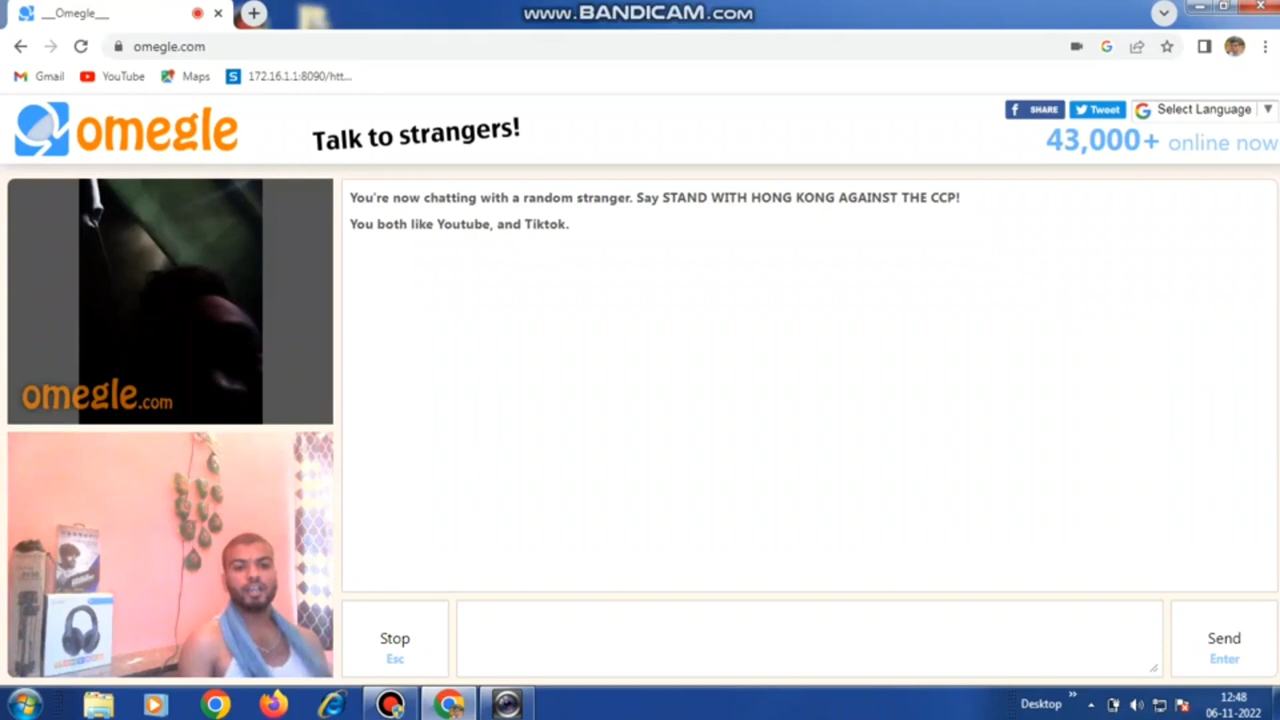 __Omegle__
www.BANDICAM.com
omegle.com
Gmail
YouTube
Maps
172.16.1.1:8090/htt...
omegle
Talk to strangers!
SHARE
Tweet
Select Language
43,000+ online now
You're now chatting with a random stranger. Say STAND WITH HONG KONG AGAINST THE CCP!
You both like Youtube, and Tiktok.
omegle.com
Stop
Esc
Send
Enter
Desktop
12:48
06-11-2022